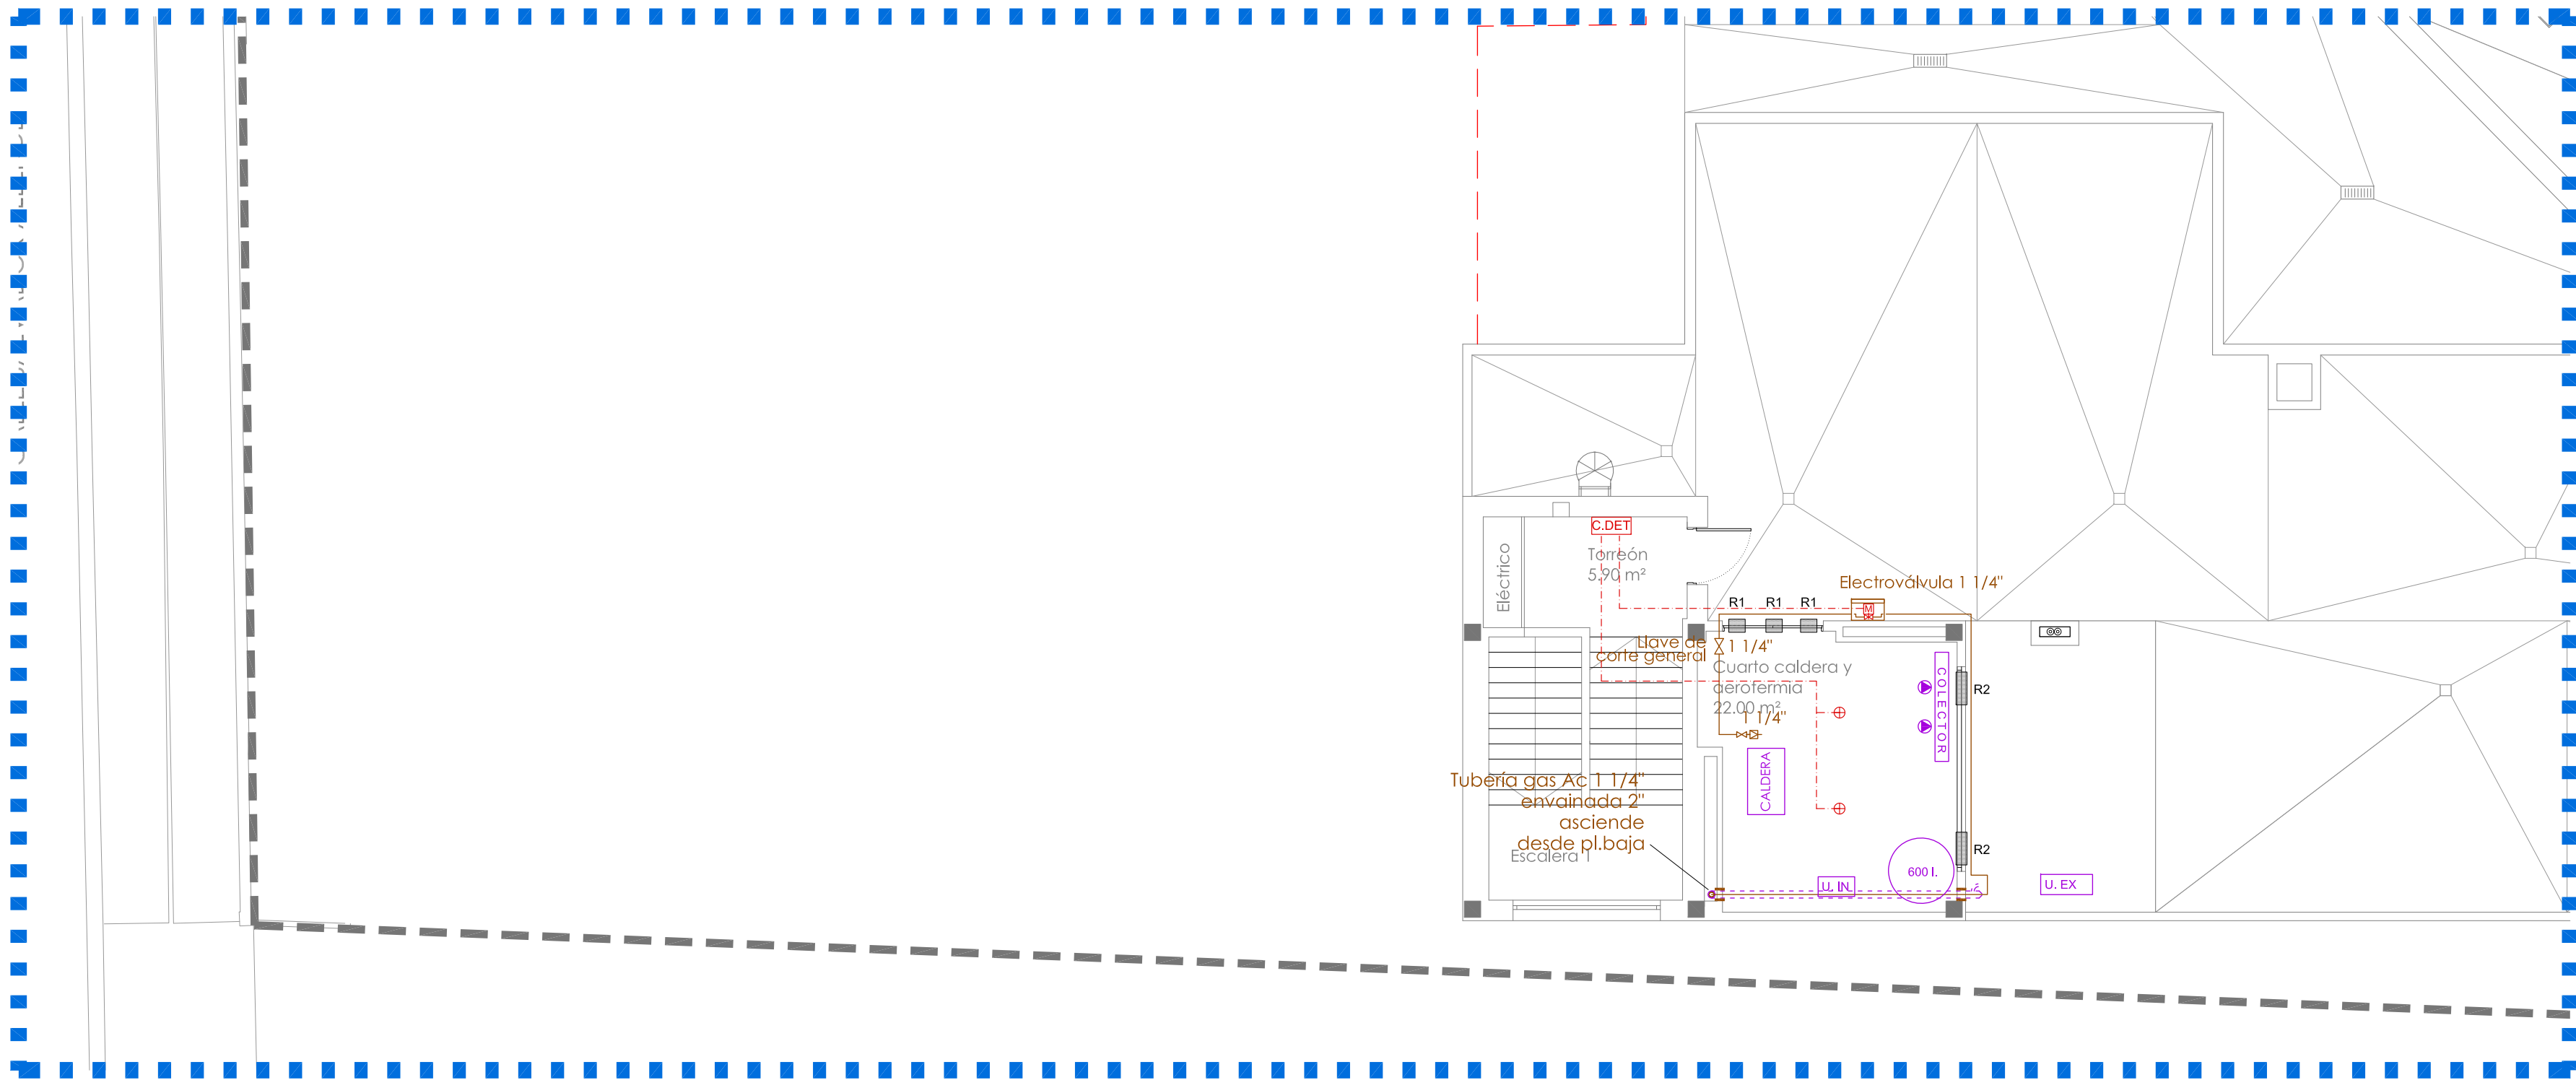 C.DET
Torreón
5.90 m²
Eléctrico
Electroválvula 1 1/4"
M
R1
R1
R1
Llave de
corte general
1 1/4"
Cuarto caldera y
aerotermia
22.00 m²
1 1/4"
COLECTOR
R2
CALDERA
Tubería gas Ac 1 1/4"
envainada 2"
asciende
desde pl.baja
Escalera 1
R2
600 l.
U. IN
U. EX